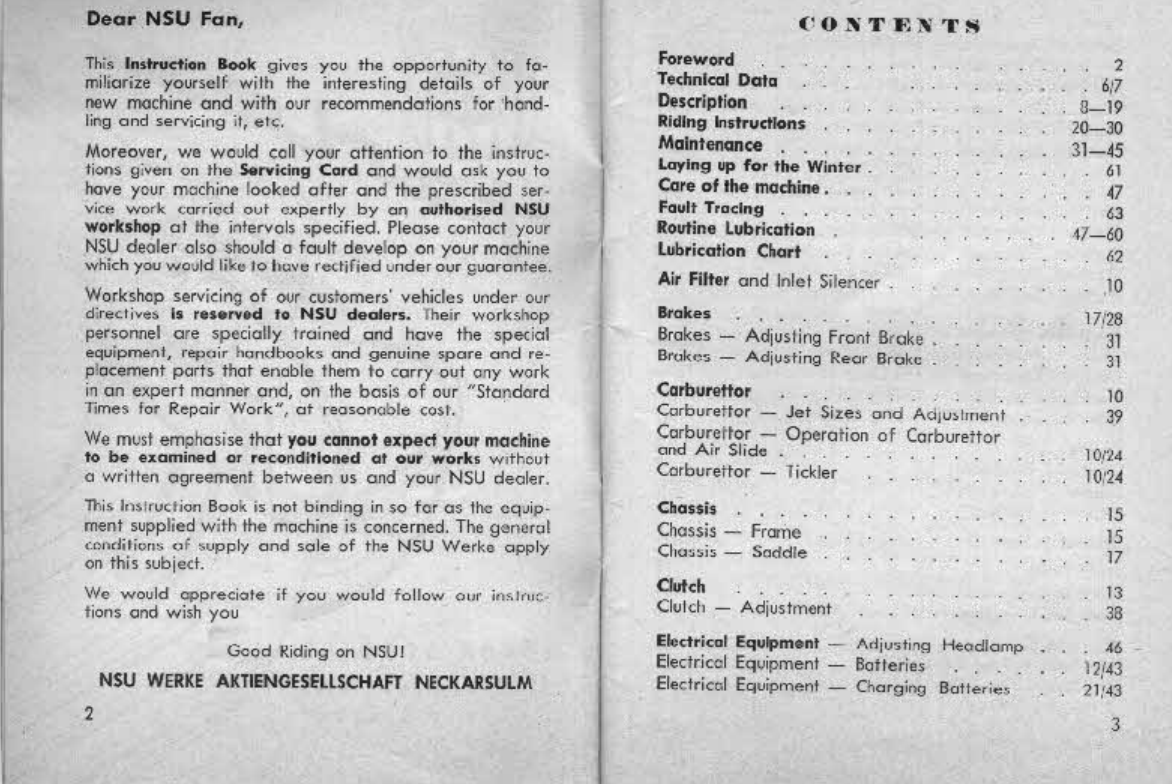 Dear NSU Fan,
This Instruction Book gives you the opportunity to fa-
miliarize yourself with the interesting details of your
new machine and with our recommendations for hand-
ling and servicing it, etc.
Moreover, we would call your attention to the instruc-
tions given on the Servicing Card and would ask you to
have your machine looked after and the prescribed ser-
vice work carried out expertly by an authorised NSU
workshop at the intervals specified. Please contact your
NSU dealer also should a fault develop on your machine
which you would like to have rectified under our guarantee.
Workshop servicing of our customers' vehicles under our
directives is reserved to NSU dealers. Their workshop
personnel are specially trained and have the special
equipment, repair handbooks and genuine spare and re-
placement parts that enable them to carry out any work
in an expert manner and, on the basis of our "Standard
Times for Repair Work", at reasonable cost.
We must emphasise that you cannot expect your machine
to be examined or reconditioned at our works without
a written agreement between us and your NSU dealer.
This Instruction Book is not binding in so far as the equip-
ment supplied with the machine is concerned. The general
conditions of supply and sale of the NSU Werke apply
on this subject.
We would appreciate if you would follow our instruc-
tions and wish you
Good Riding on NSU!
NSU WERKE AKTIENGESELLSCHAFT NECKARSULM
2
CONTENTS
Foreword . . . . . . . . . . . . . . . 2
Technical Data . . . . . . . . . . . . . 6/7
Description . . . . . . . . . . . . . . 8—19
Riding Instructions . . . . . . . . . . . 20—30
Maintenance . . . . . . . . . . . . . 31—45
Laying up for the Winter . . . . . . . . . . 61
Care of the machine . . . . . . . . . . . . 47
Fault Tracing . . . . . . . . . . . . . . 63
Routine Lubrication . . . . . . . . . . . 47—60
Lubrication Chart . . . . . . . . . . . . 62
Air Filter and Inlet Silencer . . . . . . . . . 10
Brakes . . . . . . . . . . . . . . . 17/28
Brakes — Adjusting Front Brake . . . . . . . 31
Brakes — Adjusting Rear Brake . . . . . . . 31
Carburettor . . . . . . . . . . . . . . 10
Carburettor — Jet Sizes and Adjustment . . . . 39
Carburettor — Operation of Carburettor
and Air Slide . . . . . . . . . . . . . 10/24
Carburettor — Tickler . . . . . . . . . . 10/24
Chassis . . . . . . . . . . . . . . . 15
Chassis — Frame . . . . . . . . . . . . 15
Chassis — Saddle . . . . . . . . . . . . 17
Clutch . . . . . . . . . . . . . . . 13
Clutch — Adjustment . . . . . . . . . . . 38
Electrical Equipment — Adjusting Headlamp . . . 46
Electrical Equipment — Batteries . . . . . . 12/43
Electrical Equipment — Charging Batteries . . 21/43
3